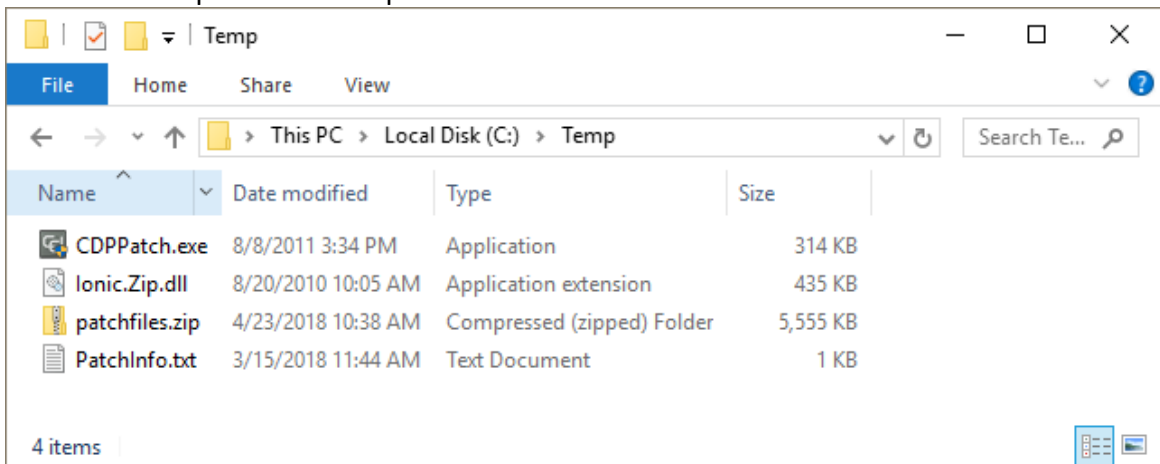 Temp
File Home Share View
This PC > Local Disk (C:) > Temp Search Te...
Name Date modified Type Size
CDPPatch.exe 8/8/2011 3:34 PM Application 314 KB
Ionic.Zip.dll 8/20/2010 10:05 AM Application extension 435 KB
patchfiles.zip 4/23/2018 10:38 AM Compressed (zipped) Folder 5,555 KB
PatchInfo.txt 3/15/2018 11:44 AM Text Document 1 KB
4 items